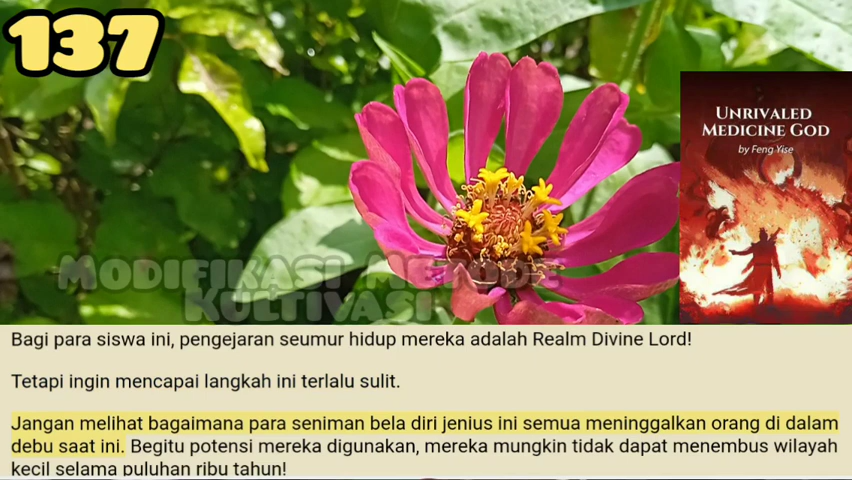 137
UNRIVALED
MEDICINE GOD
by Feng Yise
MODIFIKASI METODE
KULTIVASI
Bagi para siswa ini, pengejaran seumur hidup mereka adalah Realm Divine Lord!
Tetapi ingin mencapai langkah ini terlalu sulit.
Jangan melihat bagaimana para seniman bela diri jenius ini semua meninggalkan orang di dalam
debu saat ini. Begitu potensi mereka digunakan, mereka mungkin tidak dapat menembus wilayah
kecil selama puluhan ribu tahun!